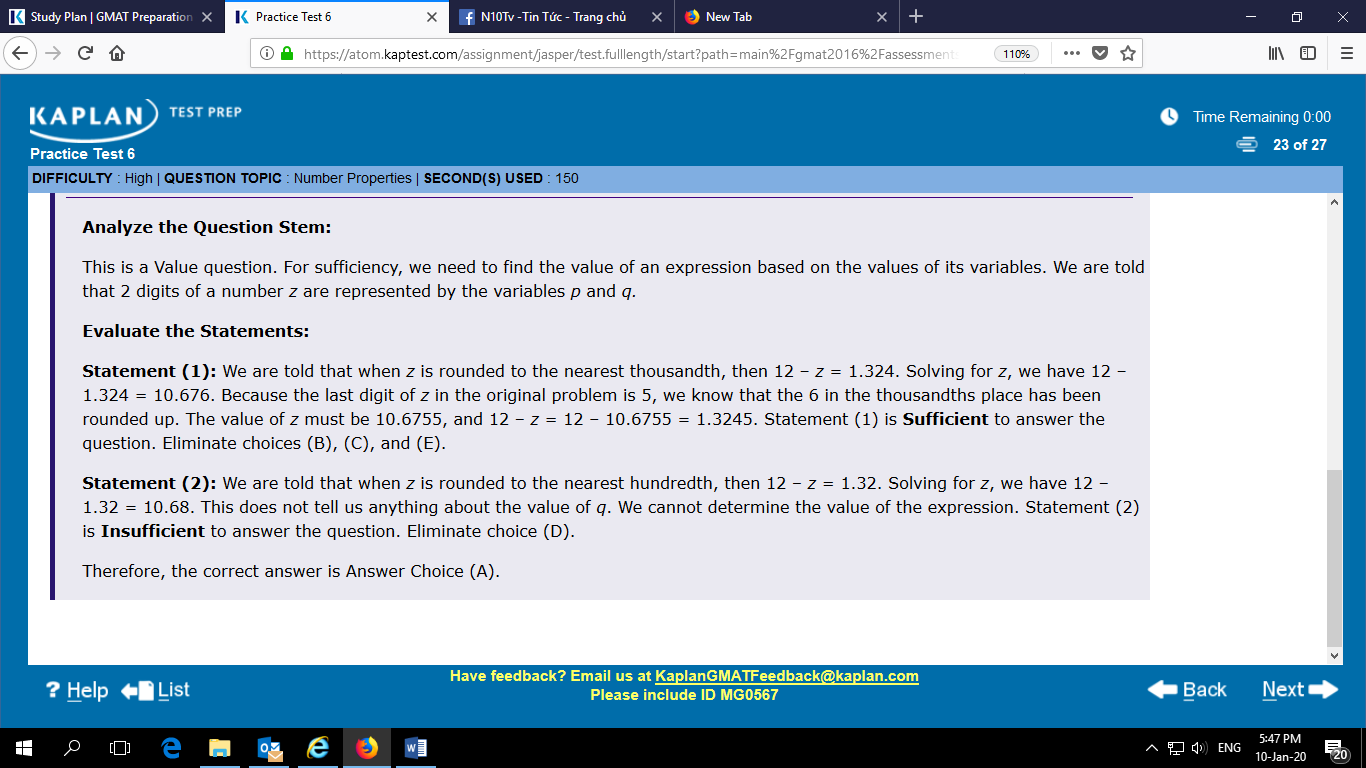 Study Plan | GMAT Preparation
Practice Test 6
N10Tv -Tin Tức - Trang chủ
New Tab
https://atom.kaptest.com/assignment/jasper/test.fulllength/start?path=main%2Fgmat2016%2Fassessment
110%
KAPLAN TEST PREP
Time Remaining 0:00
Practice Test 6
23 of 27
DIFFICULTY : High | QUESTION TOPIC : Number Properties | SECOND(S) USED : 150
Analyze the Question Stem:
This is a Value question. For sufficiency, we need to find the value of an expression based on the values of its variables. We are told
that 2 digits of a number z are represented by the variables p and q.
Evaluate the Statements:
Statement (1): We are told that when z is rounded to the nearest thousandth, then 12 − z = 1.324. Solving for z, we have 12 −
1.324 = 10.676. Because the last digit of z in the original problem is 5, we know that the 6 in the thousandths place has been
rounded up. The value of z must be 10.6755, and 12 − z = 12 − 10.6755 = 1.3245. Statement (1) is Sufficient to answer the
question. Eliminate choices (B), (C), and (E).
Statement (2): We are told that when z is rounded to the nearest hundredth, then 12 − z = 1.32. Solving for z, we have 12 −
1.32 = 10.68. This does not tell us anything about the value of q. We cannot determine the value of the expression. Statement (2)
is Insufficient to answer the question. Eliminate choice (D).
Therefore, the correct answer is Answer Choice (A).
Have feedback? Email us at KaplanGMATFeedback@kaplan.com
Please include ID MG0567
? Help
List
Back
Next
ENG
5:47 PM
10-Jan-20
20